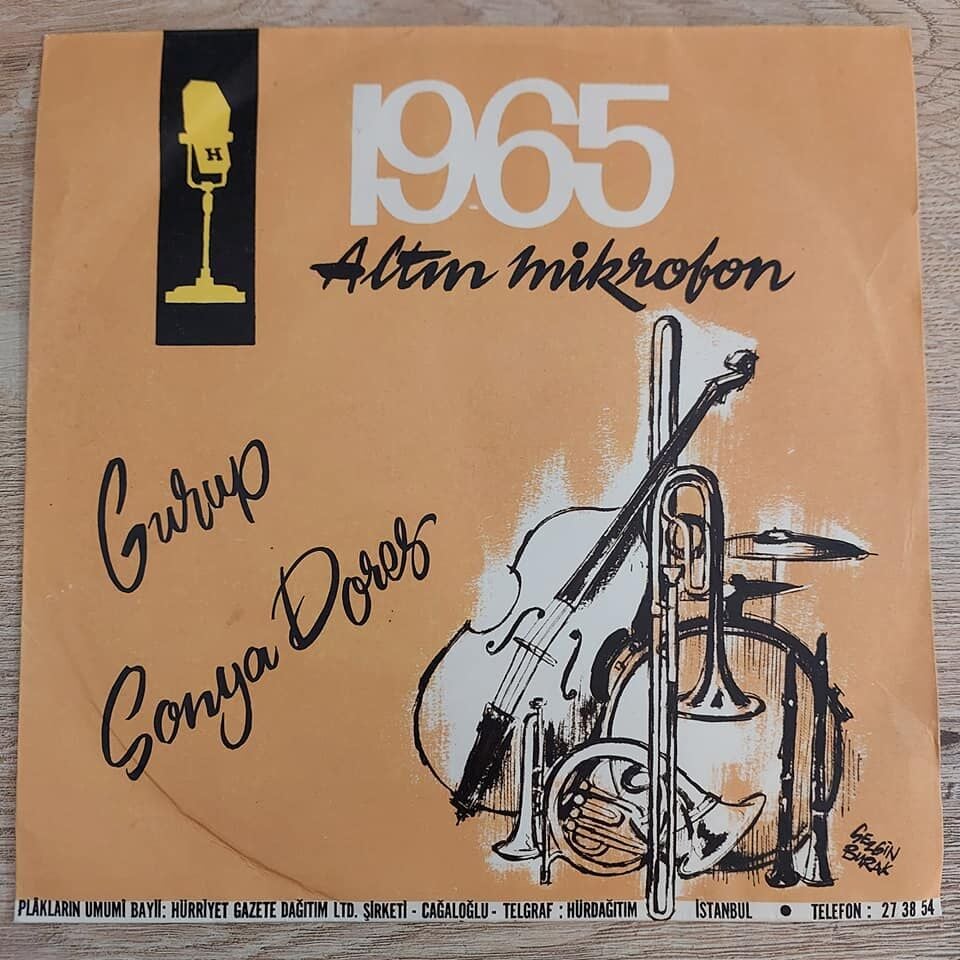 H
1965
Altın mikrofon
Gurup
Sonya Dores
SEZGİN
BURAK
PLÂKLARIN UMUMİ BAYİİ: HÜRRİYET GAZETE DAĞITIM LTD. ŞİRKETİ - CAĞALOĞLU - TELGRAF : HÜRDAĞITIM İSTANBUL ● TELEFON : 27 38 54